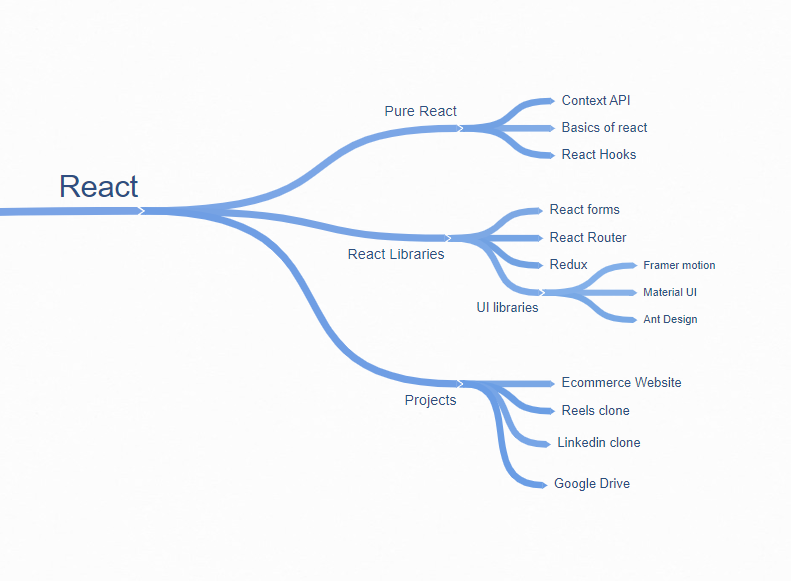 React
Pure React
Context API
Basics of react
React Hooks
React Libraries
React forms
React Router
Redux
UI libraries
Framer motion
Material UI
Ant Design
Projects
Ecommerce Website
Reels clone
Linkedin clone
Google Drive